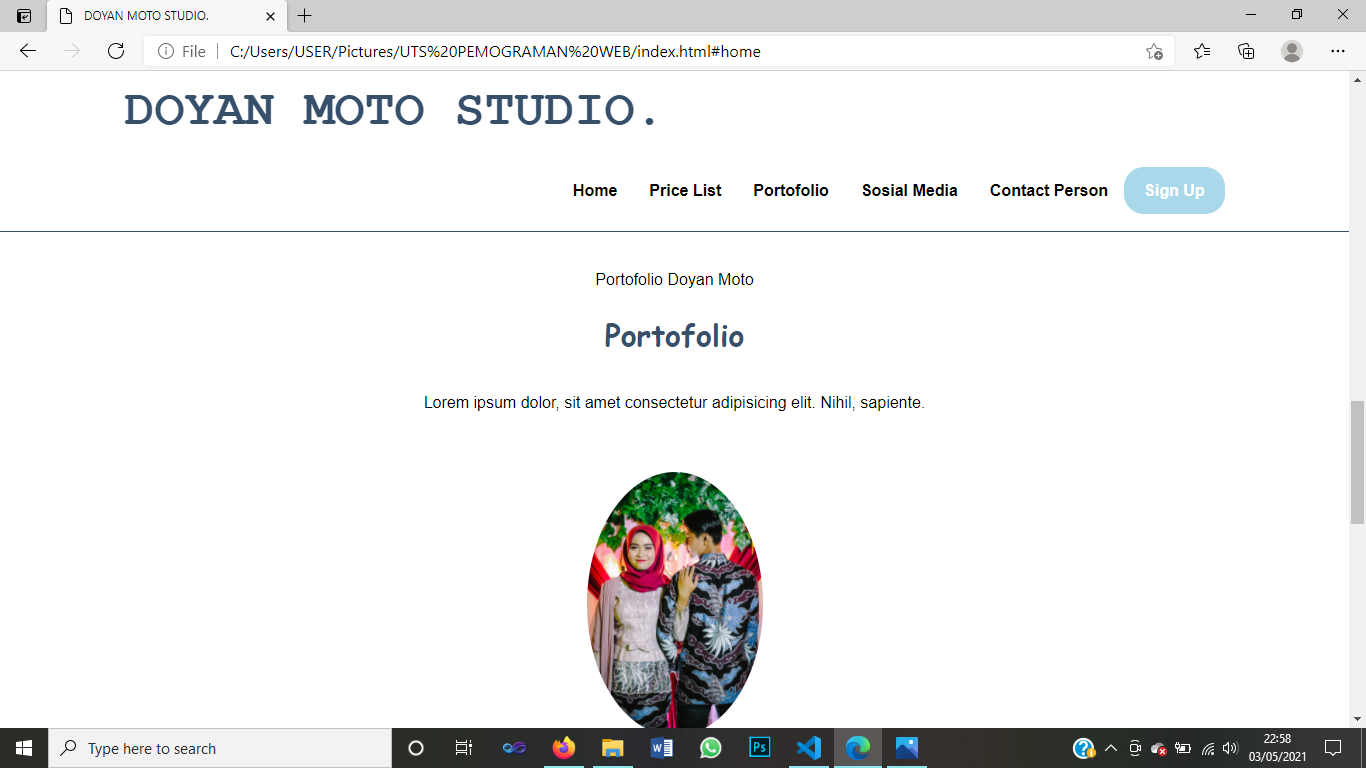 DOYAN MOTO STUDIO.
File
C:/Users/USER/Pictures/UTS%20PEMOGRAMAN%20WEB/index.html#home
DOYAN MOTO STUDIO.
Home Price List Portofolio Sosial Media Contact Person Sign Up
Portofolio Doyan Moto
Portofolio
Lorem ipsum dolor, sit amet consectetur adipisicing elit. Nihil, sapiente.
Type here to search
Ps
22:58
03/05/2021